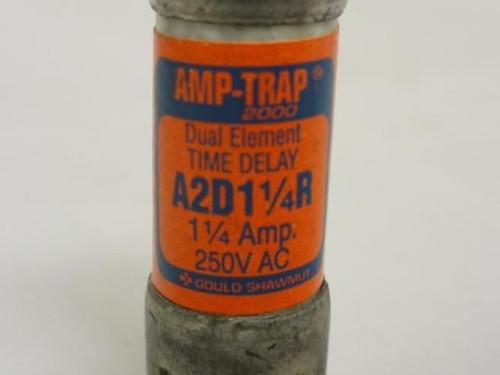 AMP-TRAP®
2000
Dual Element
TIME DELAY
A2D1¼R
1¼ Amp.
250V AC
GOULD SHAWMUT